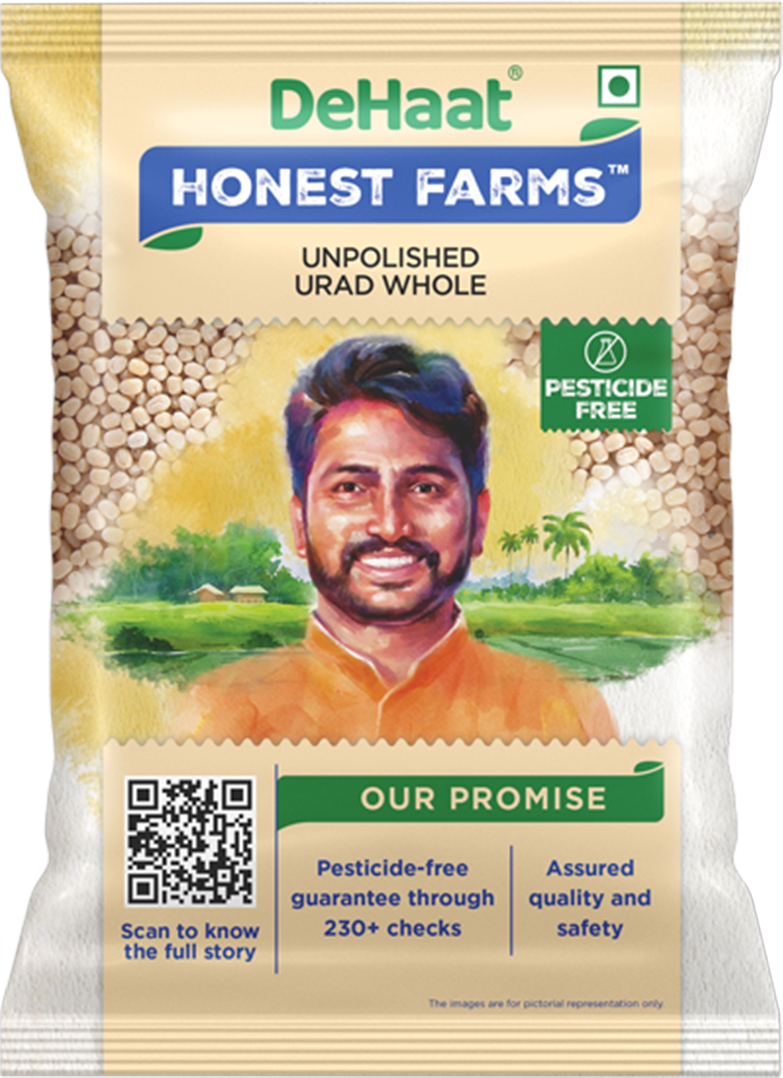 DeHaat®
HONEST FARMS™
UNPOLISHED
URAD WHOLE
PESTICIDE
FREE
OUR PROMISE
Pesticide-free
guarantee through
230+ checks
Assured
quality and
safety
Scan to know
the full story
The images are for pictorial representation only.